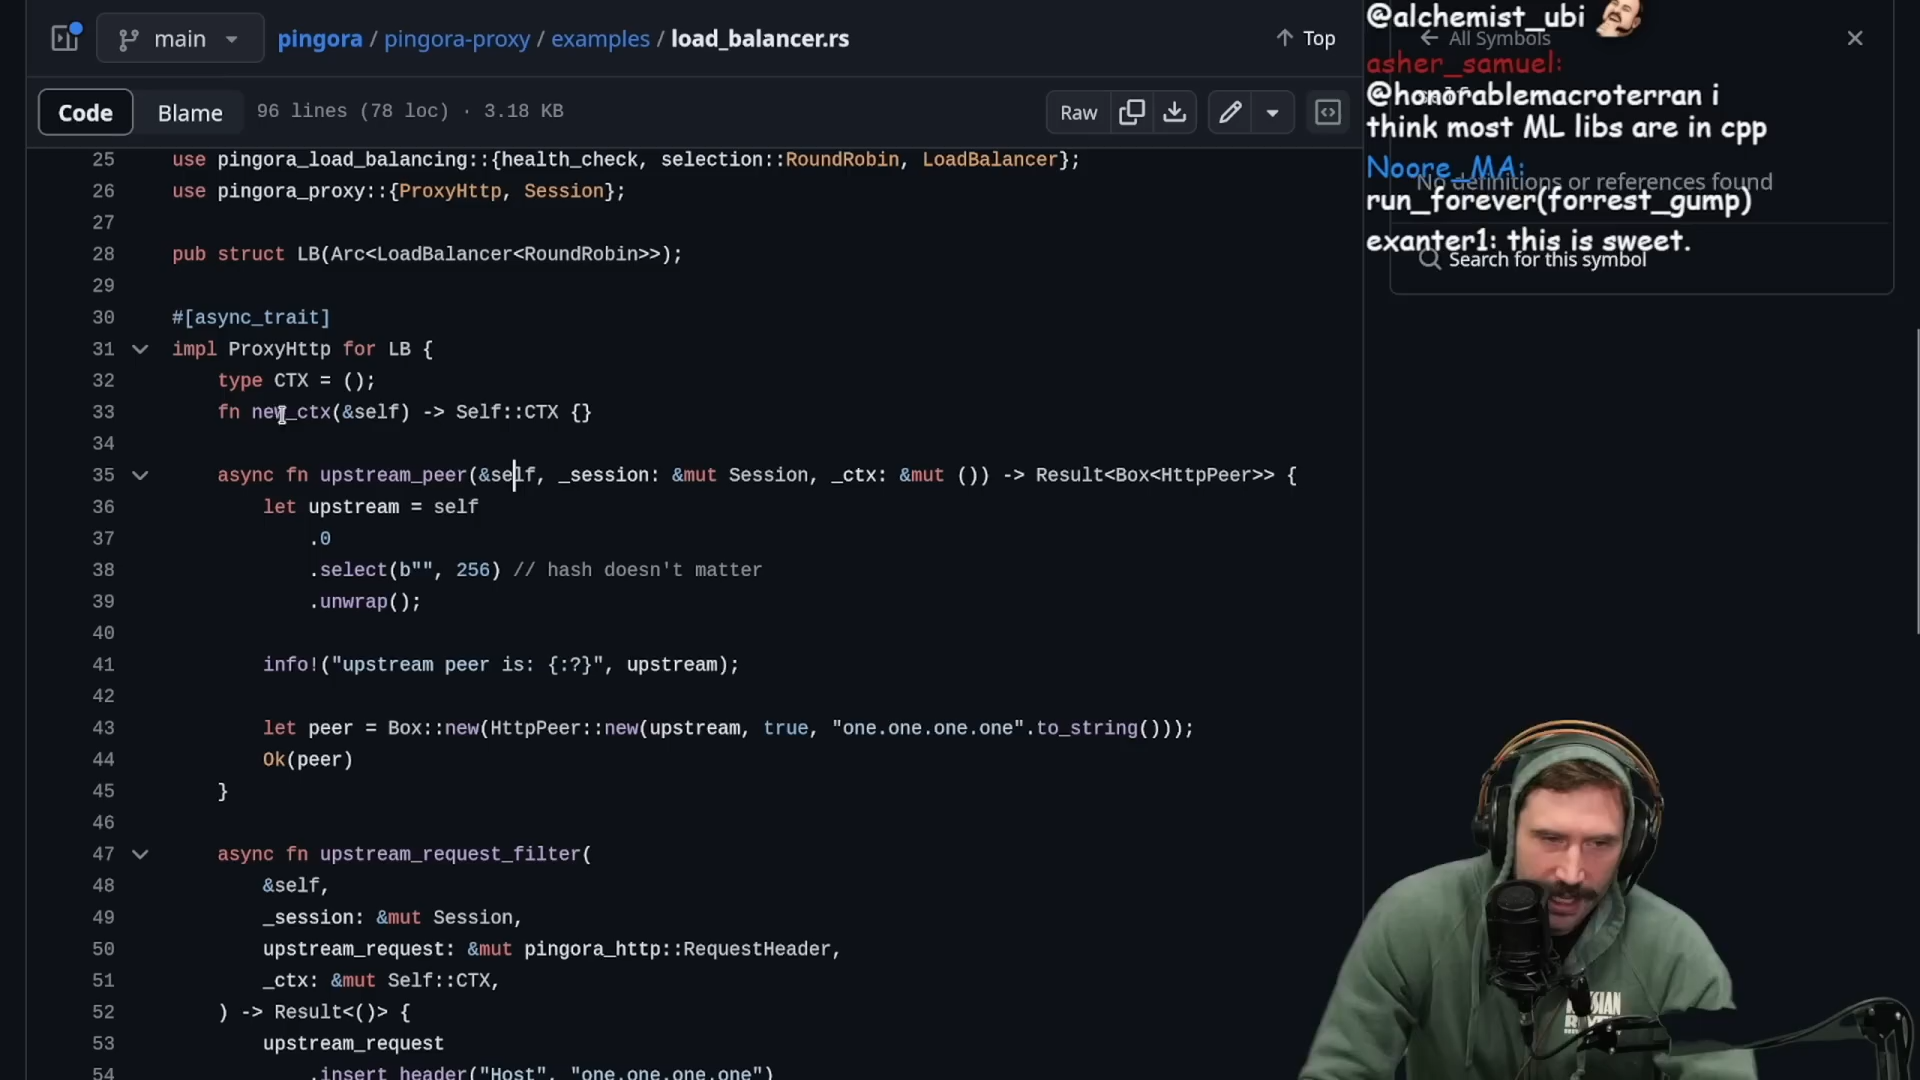 main
pingora / pingora-proxy / examples / load_balancer.rs
Top
Code
Blame
96 lines (78 loc) · 3.18 KB
Raw
25 use pingora_load_balancing::{health_check, selection::RoundRobin, LoadBalancer};
26 use pingora_proxy::{ProxyHttp, Session};
27
28 pub struct LB(Arc<LoadBalancer<RoundRobin>>);
29
30 #[async_trait]
31 impl ProxyHttp for LB {
32 type CTX = ();
33 fn new_ctx(&self) -> Self::CTX {}
34
35 async fn upstream_peer(&self, _session: &mut Session, _ctx: &mut ()) -> Result<Box<HttpPeer>> {
36 let upstream = self
37 .0
38 .select(b"", 256) // hash doesn't matter
39 .unwrap();
40
41 info!("upstream peer is: {:?}", upstream);
42
43 let peer = Box::new(HttpPeer::new(upstream, true, "one.one.one.one".to_string()));
44 Ok(peer)
45 }
46
47 async fn upstream_request_filter(
48 &self,
49 _session: &mut Session,
50 upstream_request: &mut pingora_http::RequestHeader,
51 _ctx: &mut Self::CTX,
52 ) -> Result<()> {
53 upstream_request
54 .insert_header("Host", "one.one.one.one")
@alchemist_ubi
All Symbols
asher_samuel:
@honorablemacroterran i
think most ML libs are in cpp
Noore_MA:
No definitions or references found
run_forever(forrest_gump)
exanter1: this is sweet.
Search for this symbol